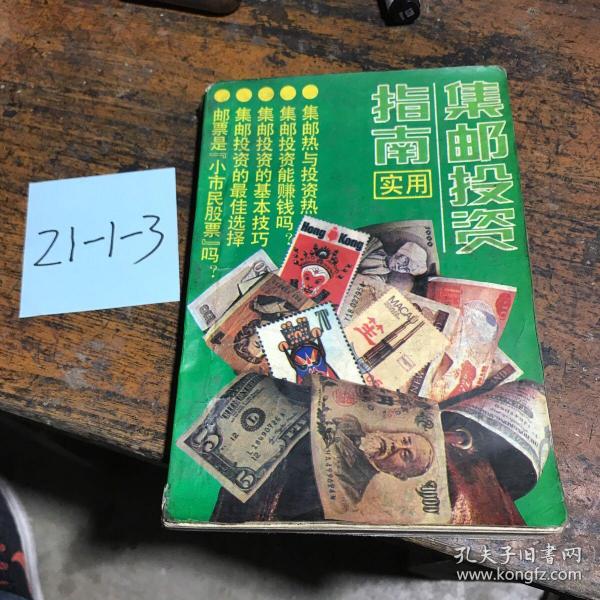 集邮投资
指南
实用
集邮热与投资热
集邮投资能赚钱吗?
集邮投资的基本技巧
集邮投资的最佳选择
邮票是『小市民股票』吗?
21-1-3
Hong Kong
MACAU
5
1000
孔夫子旧书网
www.kongfz.com